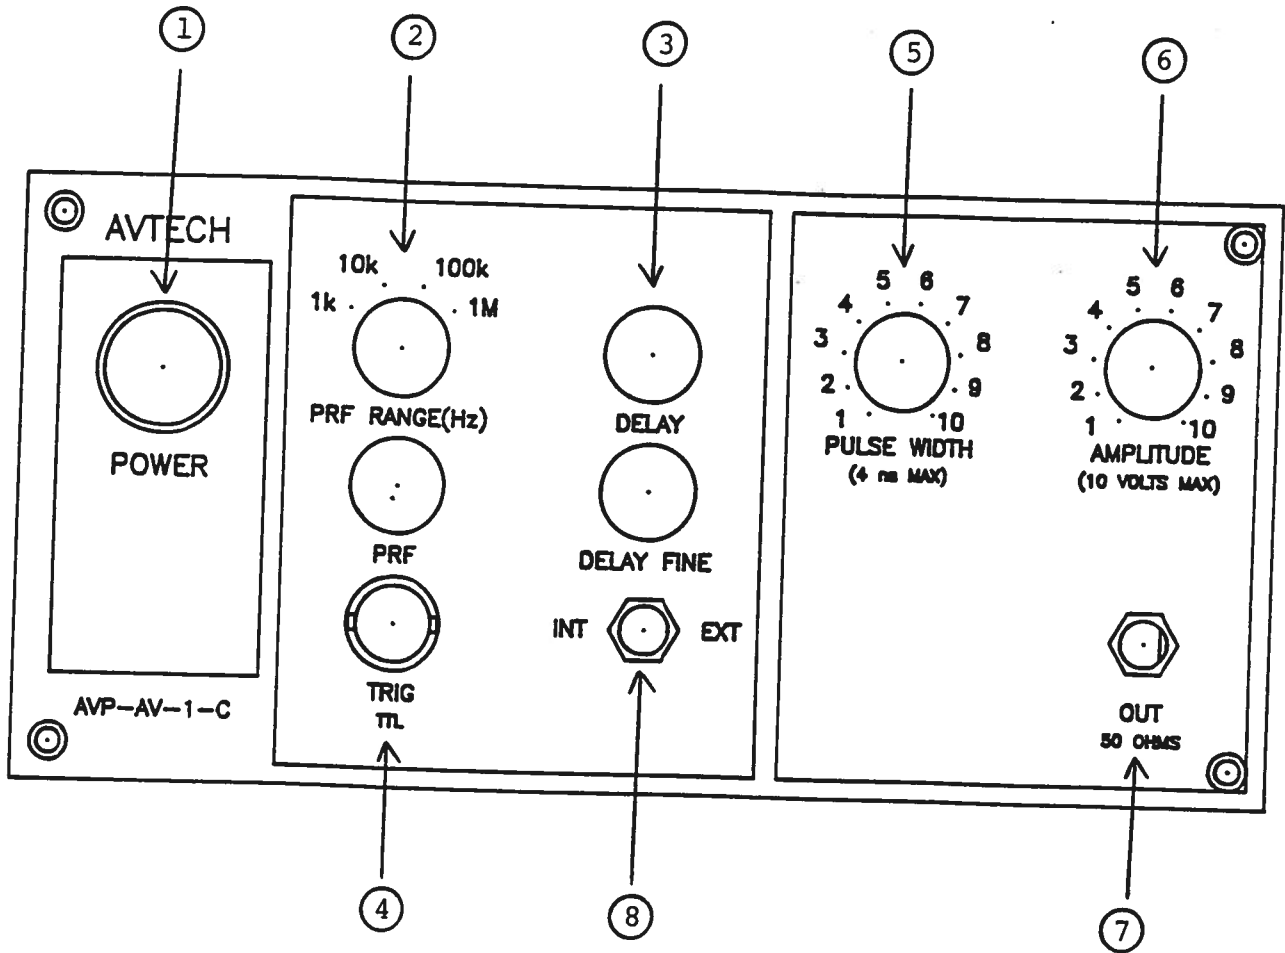 1
2
3
5
6
AVTECH
POWER
AVP-AV-1-C
1k 10k 100k 1M
PRF RANGE(Hz)
PRF
TRIG
TTL
DELAY
DELAY FINE
INT EXT
1 2 3 4 5 6 7 8 9 10
PULSE WIDTH
(4 ns MAX)
1 2 3 4 5 6 7 8 9 10
AMPLITUDE
(10 VOLTS MAX)
OUT
50 OHMS
4
8
7